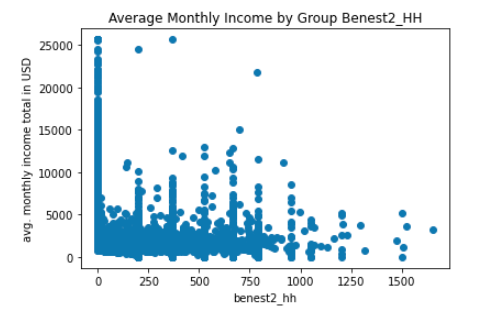 Average Monthly Income by Group Benest2_HH
avg. monthly income total in USD
25000
20000
15000
10000
5000
0
0 250 500 750 1000 1250 1500
benest2_hh